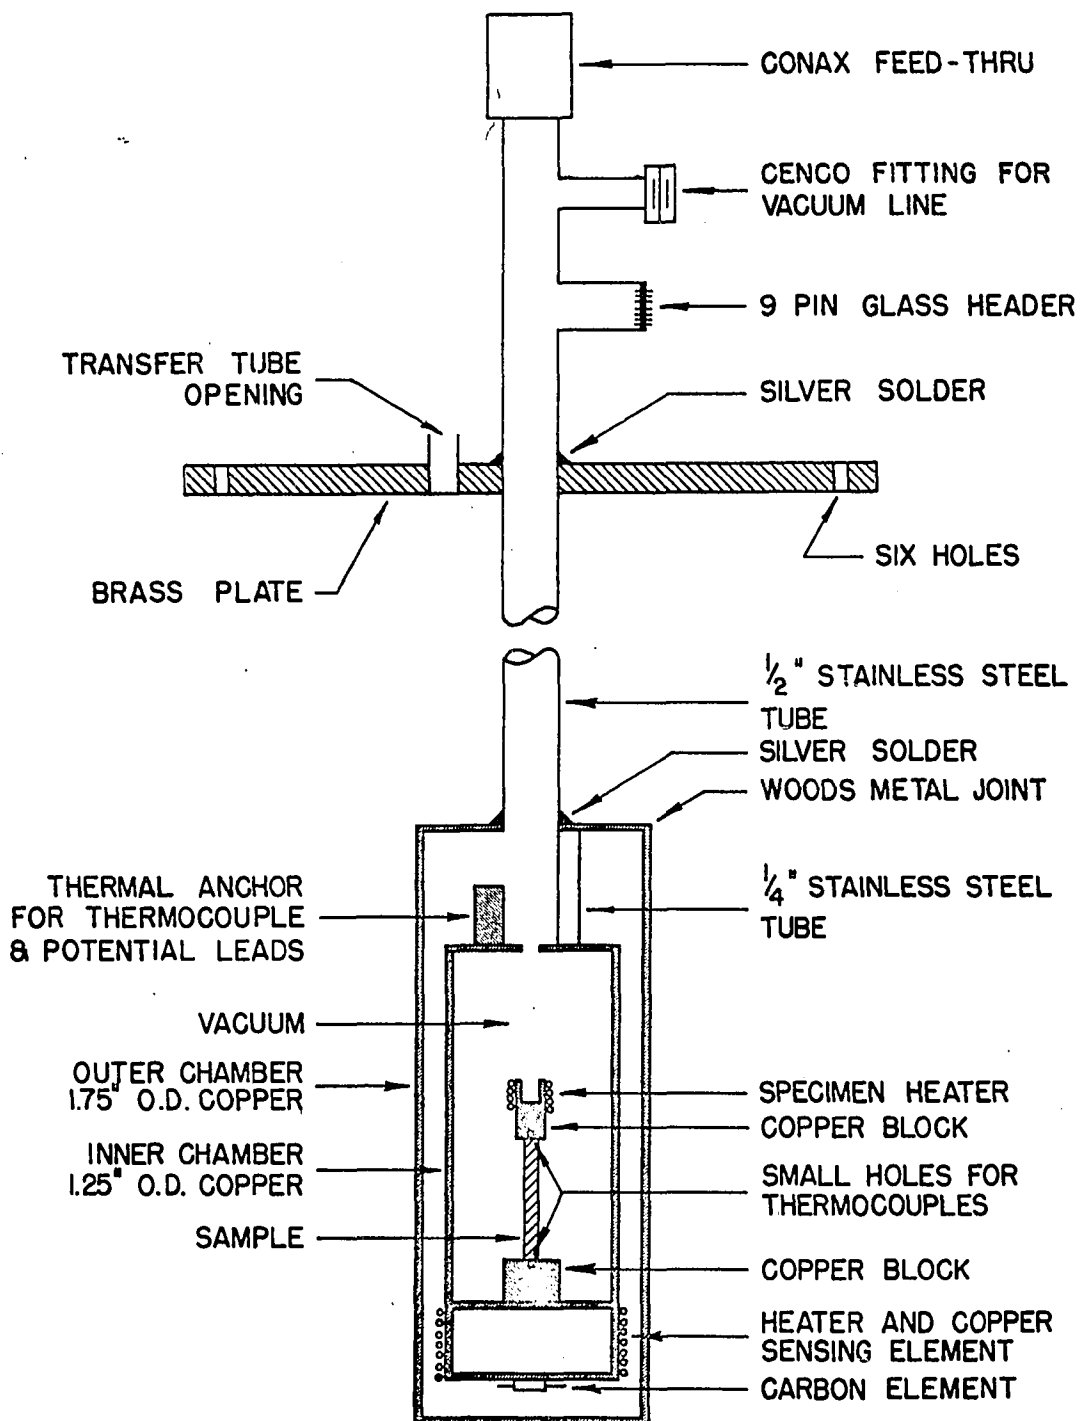 CONAX FEED-THRU
CENCO FITTING FOR
VACUUM LINE
9 PIN GLASS HEADER
TRANSFER TUBE
OPENING
SILVER SOLDER
SIX HOLES
BRASS PLATE
1/2" STAINLESS STEEL
TUBE
SILVER SOLDER
WOODS METAL JOINT
THERMAL ANCHOR
FOR THERMOCOUPLE
& POTENTIAL LEADS
1/4" STAINLESS STEEL
TUBE
VACUUM
OUTER CHAMBER
1.75" O.D. COPPER
SPECIMEN HEATER
COPPER BLOCK
INNER CHAMBER
1.25" O.D. COPPER
SMALL HOLES FOR
THERMOCOUPLES
SAMPLE
COPPER BLOCK
HEATER AND COPPER
SENSING ELEMENT
CARBON ELEMENT